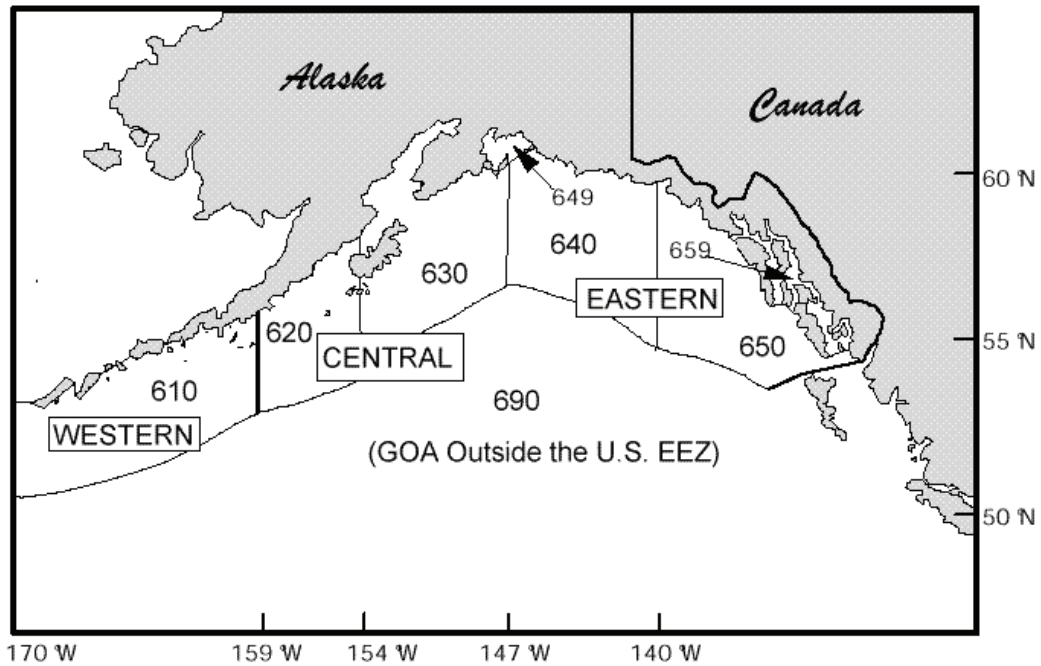 Alaska
Canada
60 °N
649
640
659
630
EASTERN
620
55 °N
CENTRAL
650
610
690
WESTERN
(GOA Outside the U.S. EEZ)
50 °N
170 °W
159 °W
154 °W
147 °W
140 °W